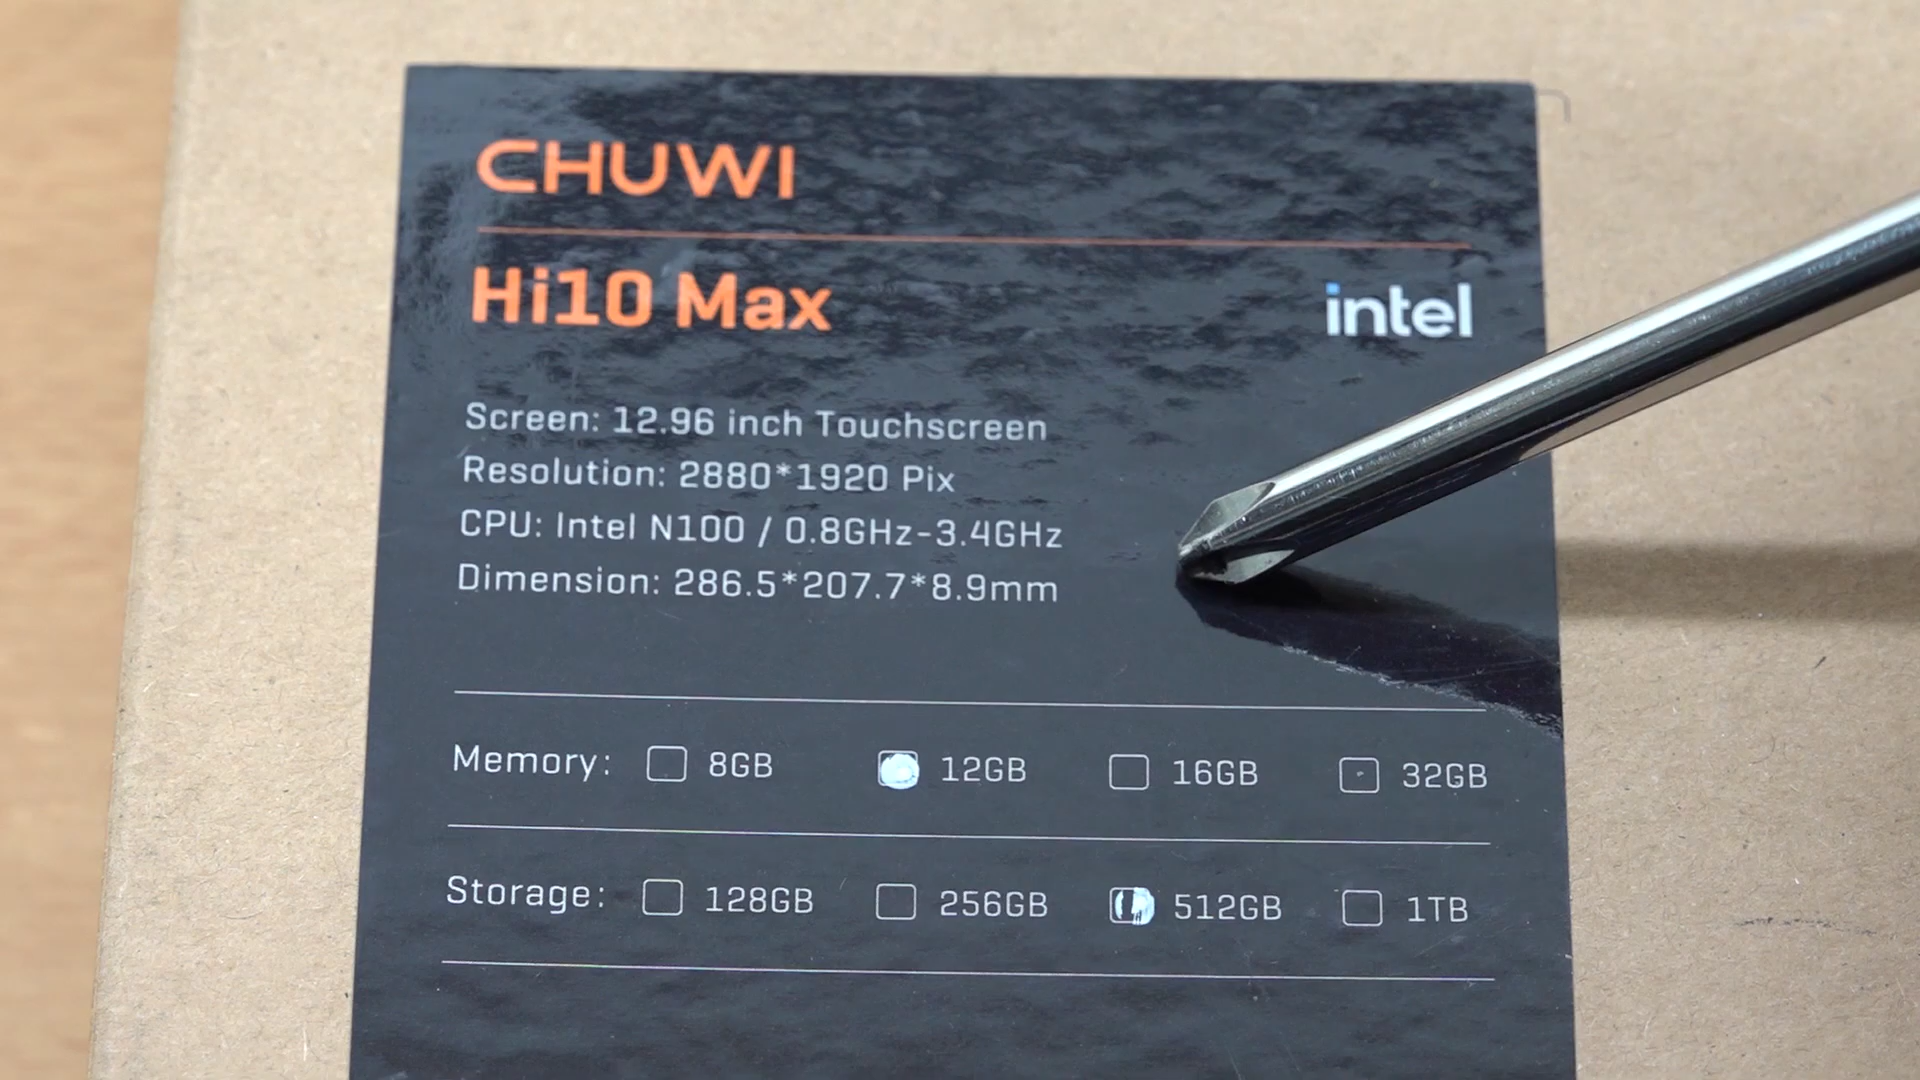 CHUWI
Hi10 Max
intel
Screen: 12.96 inch Touchscreen
Resolution: 2880*1920 Pix
CPU: Intel N100 / 0.8GHz-3.4GHz
Dimension: 286.5*207.7*8.9mm
Memory: 8GB 12GB 16GB 32GB
Storage: 128GB 256GB 512GB 1TB